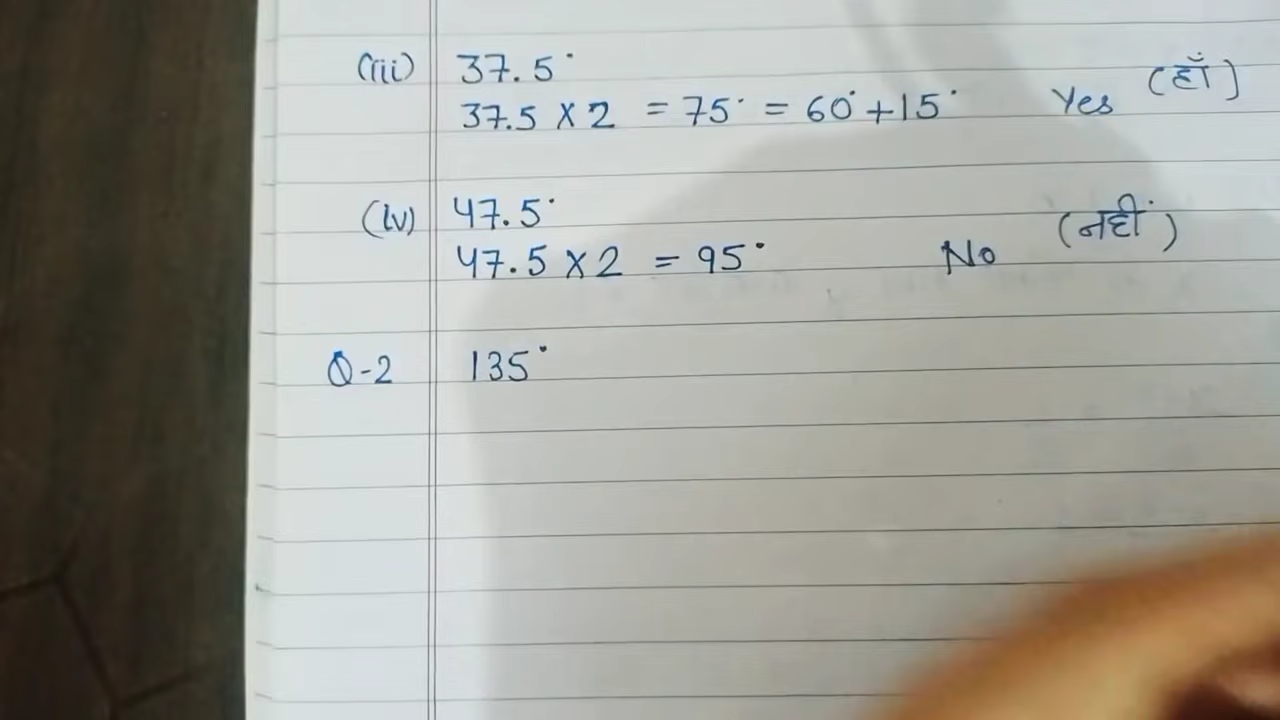 (iii) 37.5°
37.5 × 2 = 75° = 60° + 15° Yes (हाँ)
(iv) 47.5°
47.5 × 2 = 95° No (नहीं)
Q-2 135°